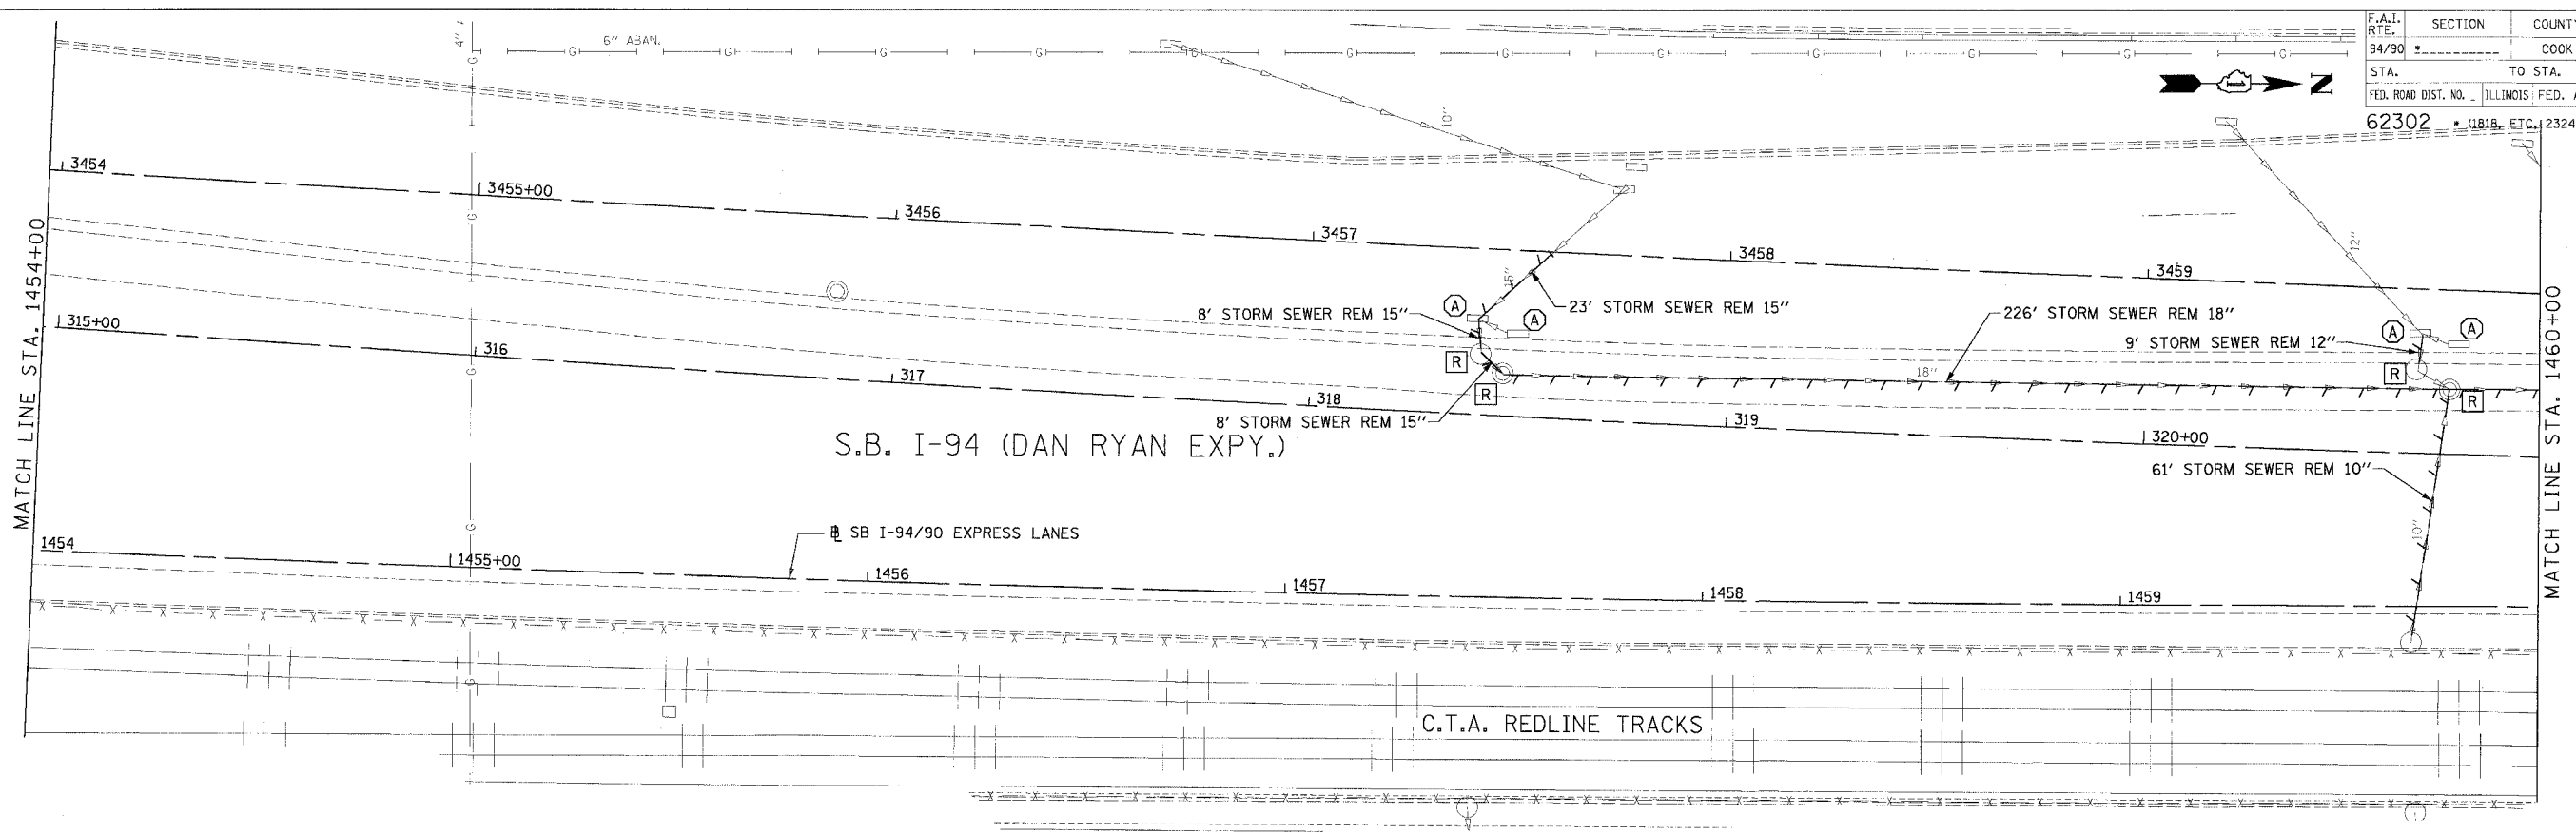 F.A.I. RTE. SECTION COUNTY
94/90 * COOK
STA. TO STA.
FED. ROAD DIST. NO. _ ILLINOIS FED. A
62302 * (1818, ETC.) 2324
4"
6" ABAN.
G G G G G G G G G G G G
N
10"
12"
3454
3455+00
3456
3457
3458
3459
MATCH LINE STA. 1454+00
MATCH LINE STA. 1460+00
15"
23' STORM SEWER REM 15"
8' STORM SEWER REM 15"
226' STORM SEWER REM 18"
9' STORM SEWER REM 12"
A A A A
R R R R
18"
8' STORM SEWER REM 15"
315+00
316
317
318
319
320+00
S.B. I-94 (DAN RYAN EXPY.)
61' STORM SEWER REM 10"
10"
SB I-94/90 EXPRESS LANES
1454
1455+00
1456
1457
1458
1459
C.T.A. REDLINE TRACKS